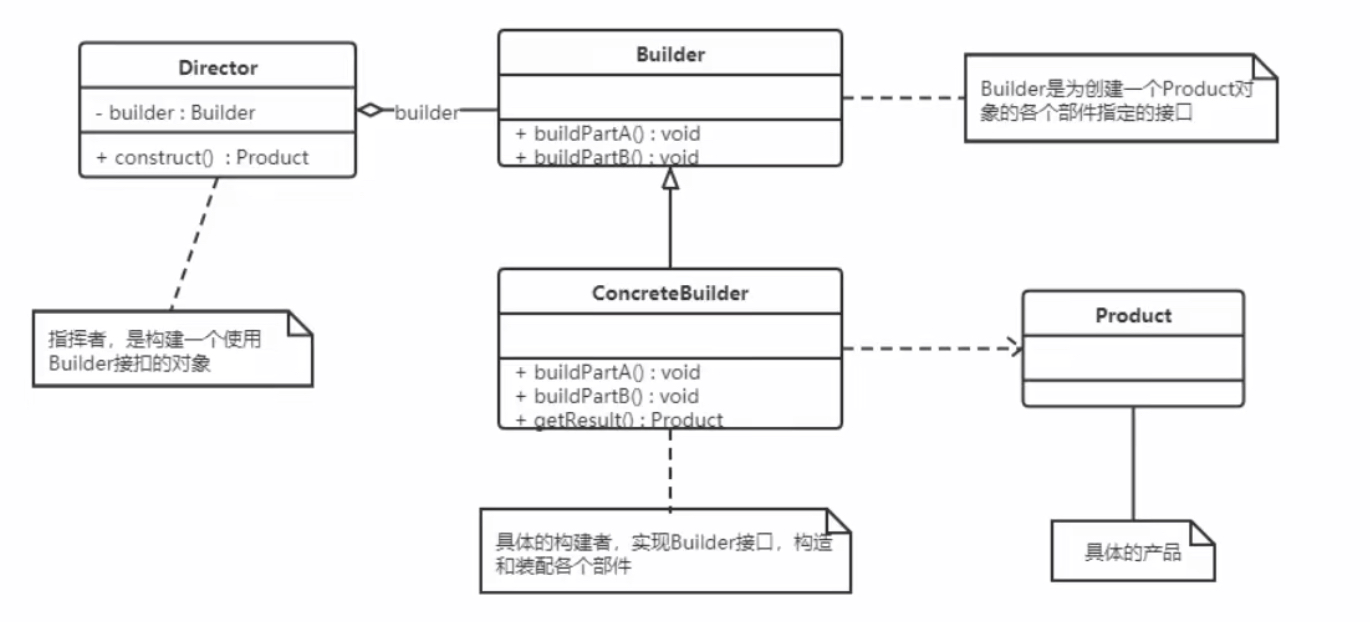 Director
- builder : Builder
+ construct() : Product
builder
Builder
+ buildPartA() : void
+ buildPartB() : void
Builder是为创建一个Product对
象的各个部件指定的接口
指挥者，是构建一个使用
Builder接扣的对象
ConcreteBuilder
+ buildPartA() : void
+ buildPartB() : void
+ getResult() : Product
Product
具体的构建者，实现Builder接口，构造
和装配各个部件
具体的产品